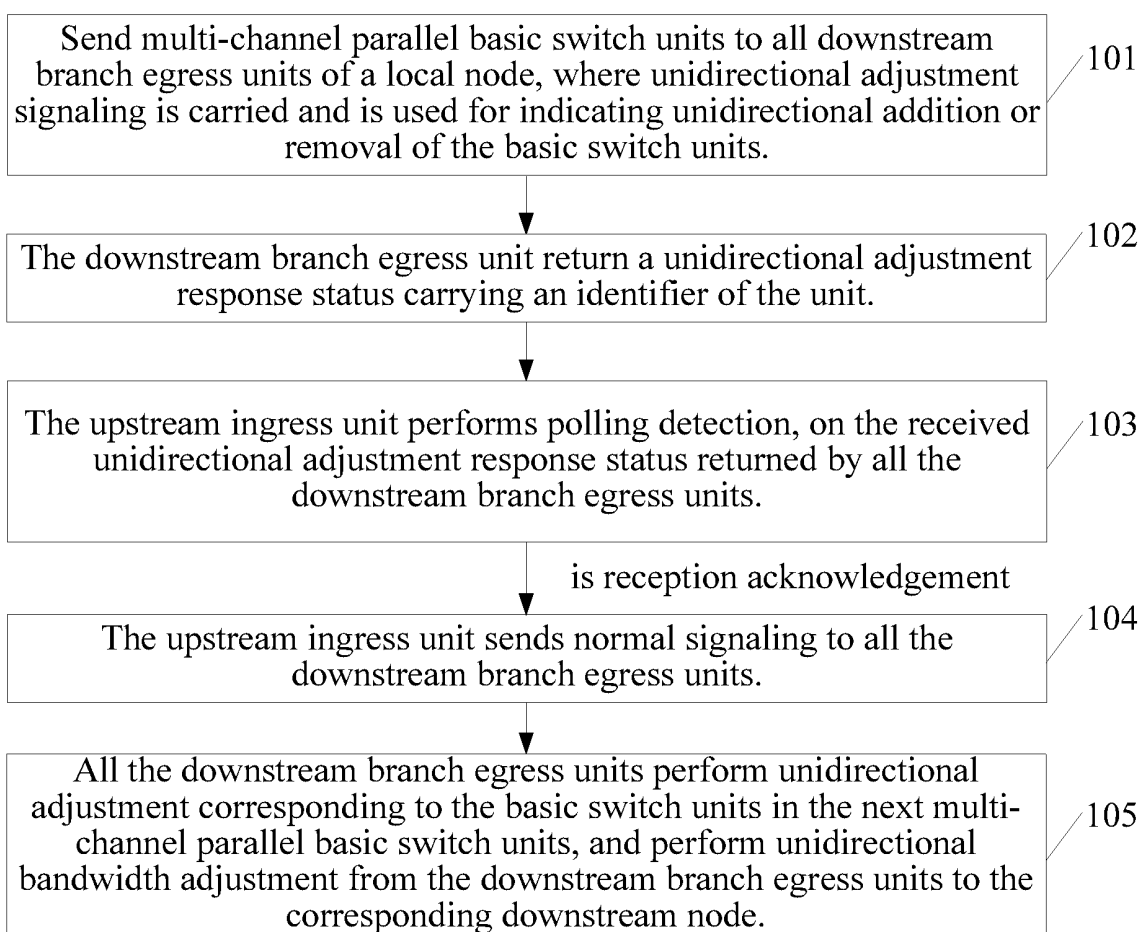 Send multi-channel parallel basic switch units to all downstream
branch egress units of a local node, where unidirectional adjustment
signaling is carried and is used for indicating unidirectional addition or
removal of the basic switch units.
101
The downstream branch egress unit return a unidirectional adjustment
response status carrying an identifier of the unit.
102
The upstream ingress unit performs polling detection, on the received
unidirectional adjustment response status returned by all the
downstream branch egress units.
103
is reception acknowledgement
The upstream ingress unit sends normal signaling to all the
downstream branch egress units.
104
All the downstream branch egress units perform unidirectional
adjustment corresponding to the basic switch units in the next multi-
channel parallel basic switch units, and perform unidirectional
bandwidth adjustment from the downstream branch egress units to the
corresponding downstream node.
105